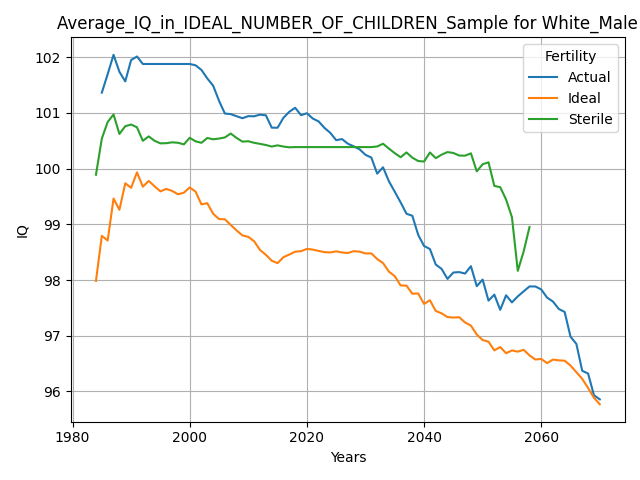 Average_IQ_in_IDEAL_NUMBER_OF_CHILDREN_Sample for White_Male
Fertility
Actual
Ideal
Sterile
IQ
102
101
100
99
98
97
96
1980
2000
2020
2040
2060
Years